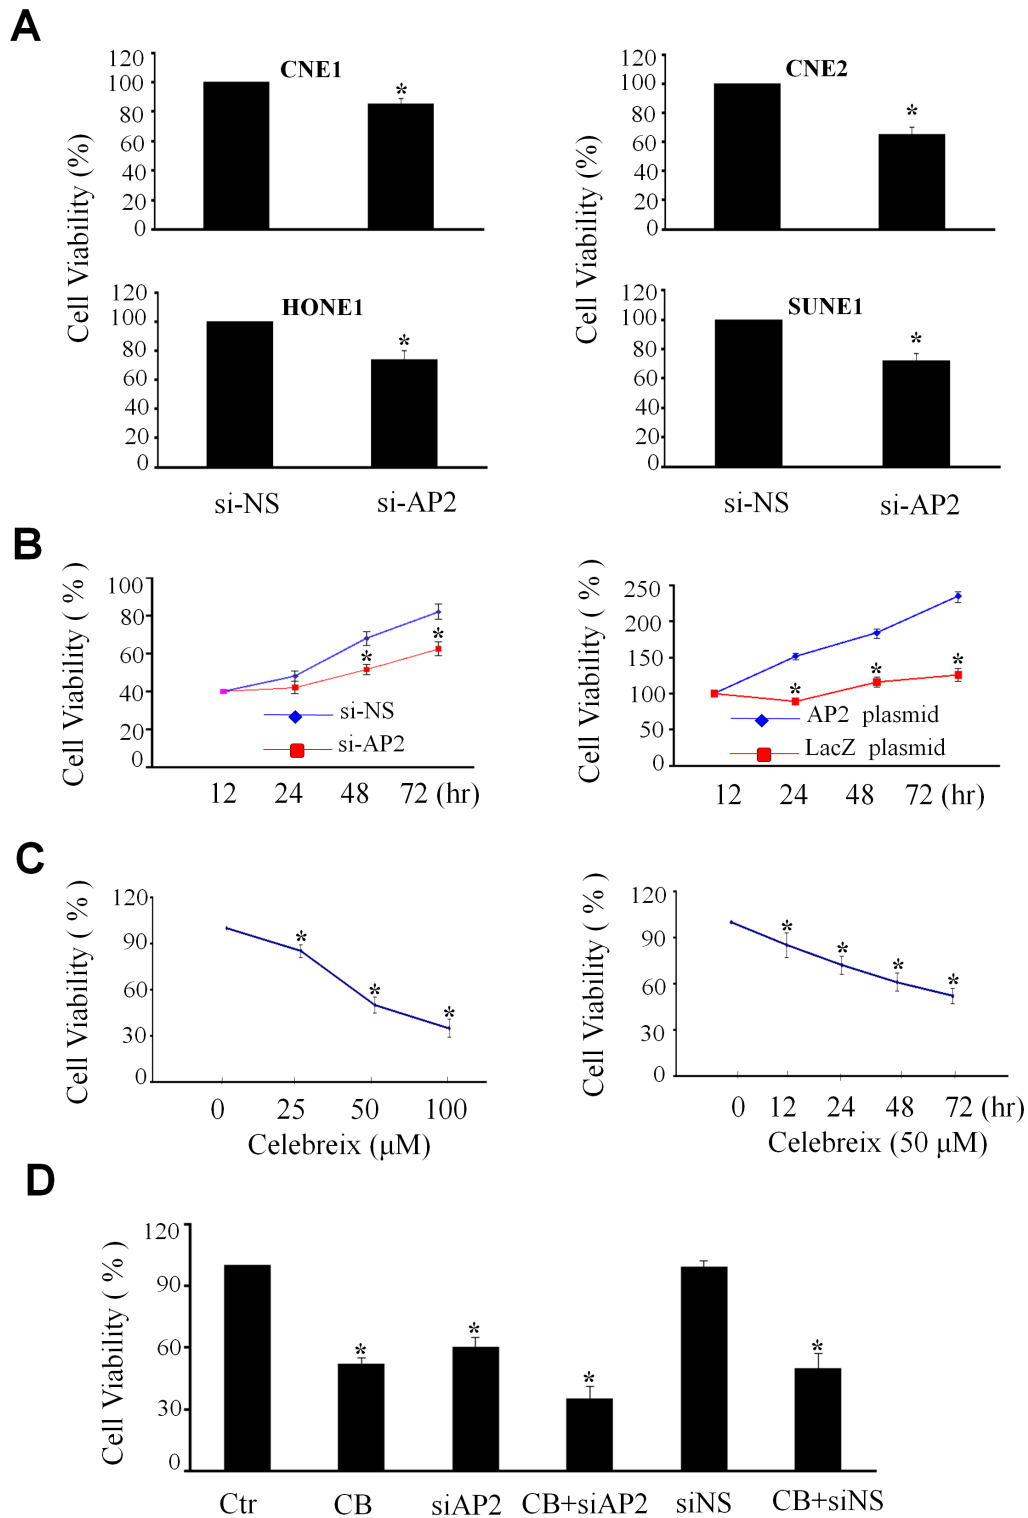 A
CNE1
120
100
80
60
40
20
0
*
CNE2
120
100
80
60
40
20
0
*
Cell Viability (%)
Cell Viability (%)
HONE1
120
100
80
60
40
20
0
*
si-NS si-AP2
SUNE1
120
100
80
60
40
20
0
*
si-NS si-AP2
B
Cell Viability ( % )
100
80
60
40
20
0
* *
si-NS
si-AP2
12 24 48 72 (hr)
Cell Viability ( % )
250
200
150
100
50
0
* * *
AP2 plasmid
LacZ plasmid
12 24 48 72 (hr)
C
Cell Viability ( % )
120
90
60
30
0
* * *
0 25 50 100
Celebreix (μM)
Cell Viability ( % )
120
90
60
30
0
* * * *
0 12 24 48 72 (hr)
Celebreix (50 μM)
D
Cell Viability ( % )
120
90
60
30
0
* * * *
Ctr CB siAP2 CB+siAP2 siNS CB+siNS